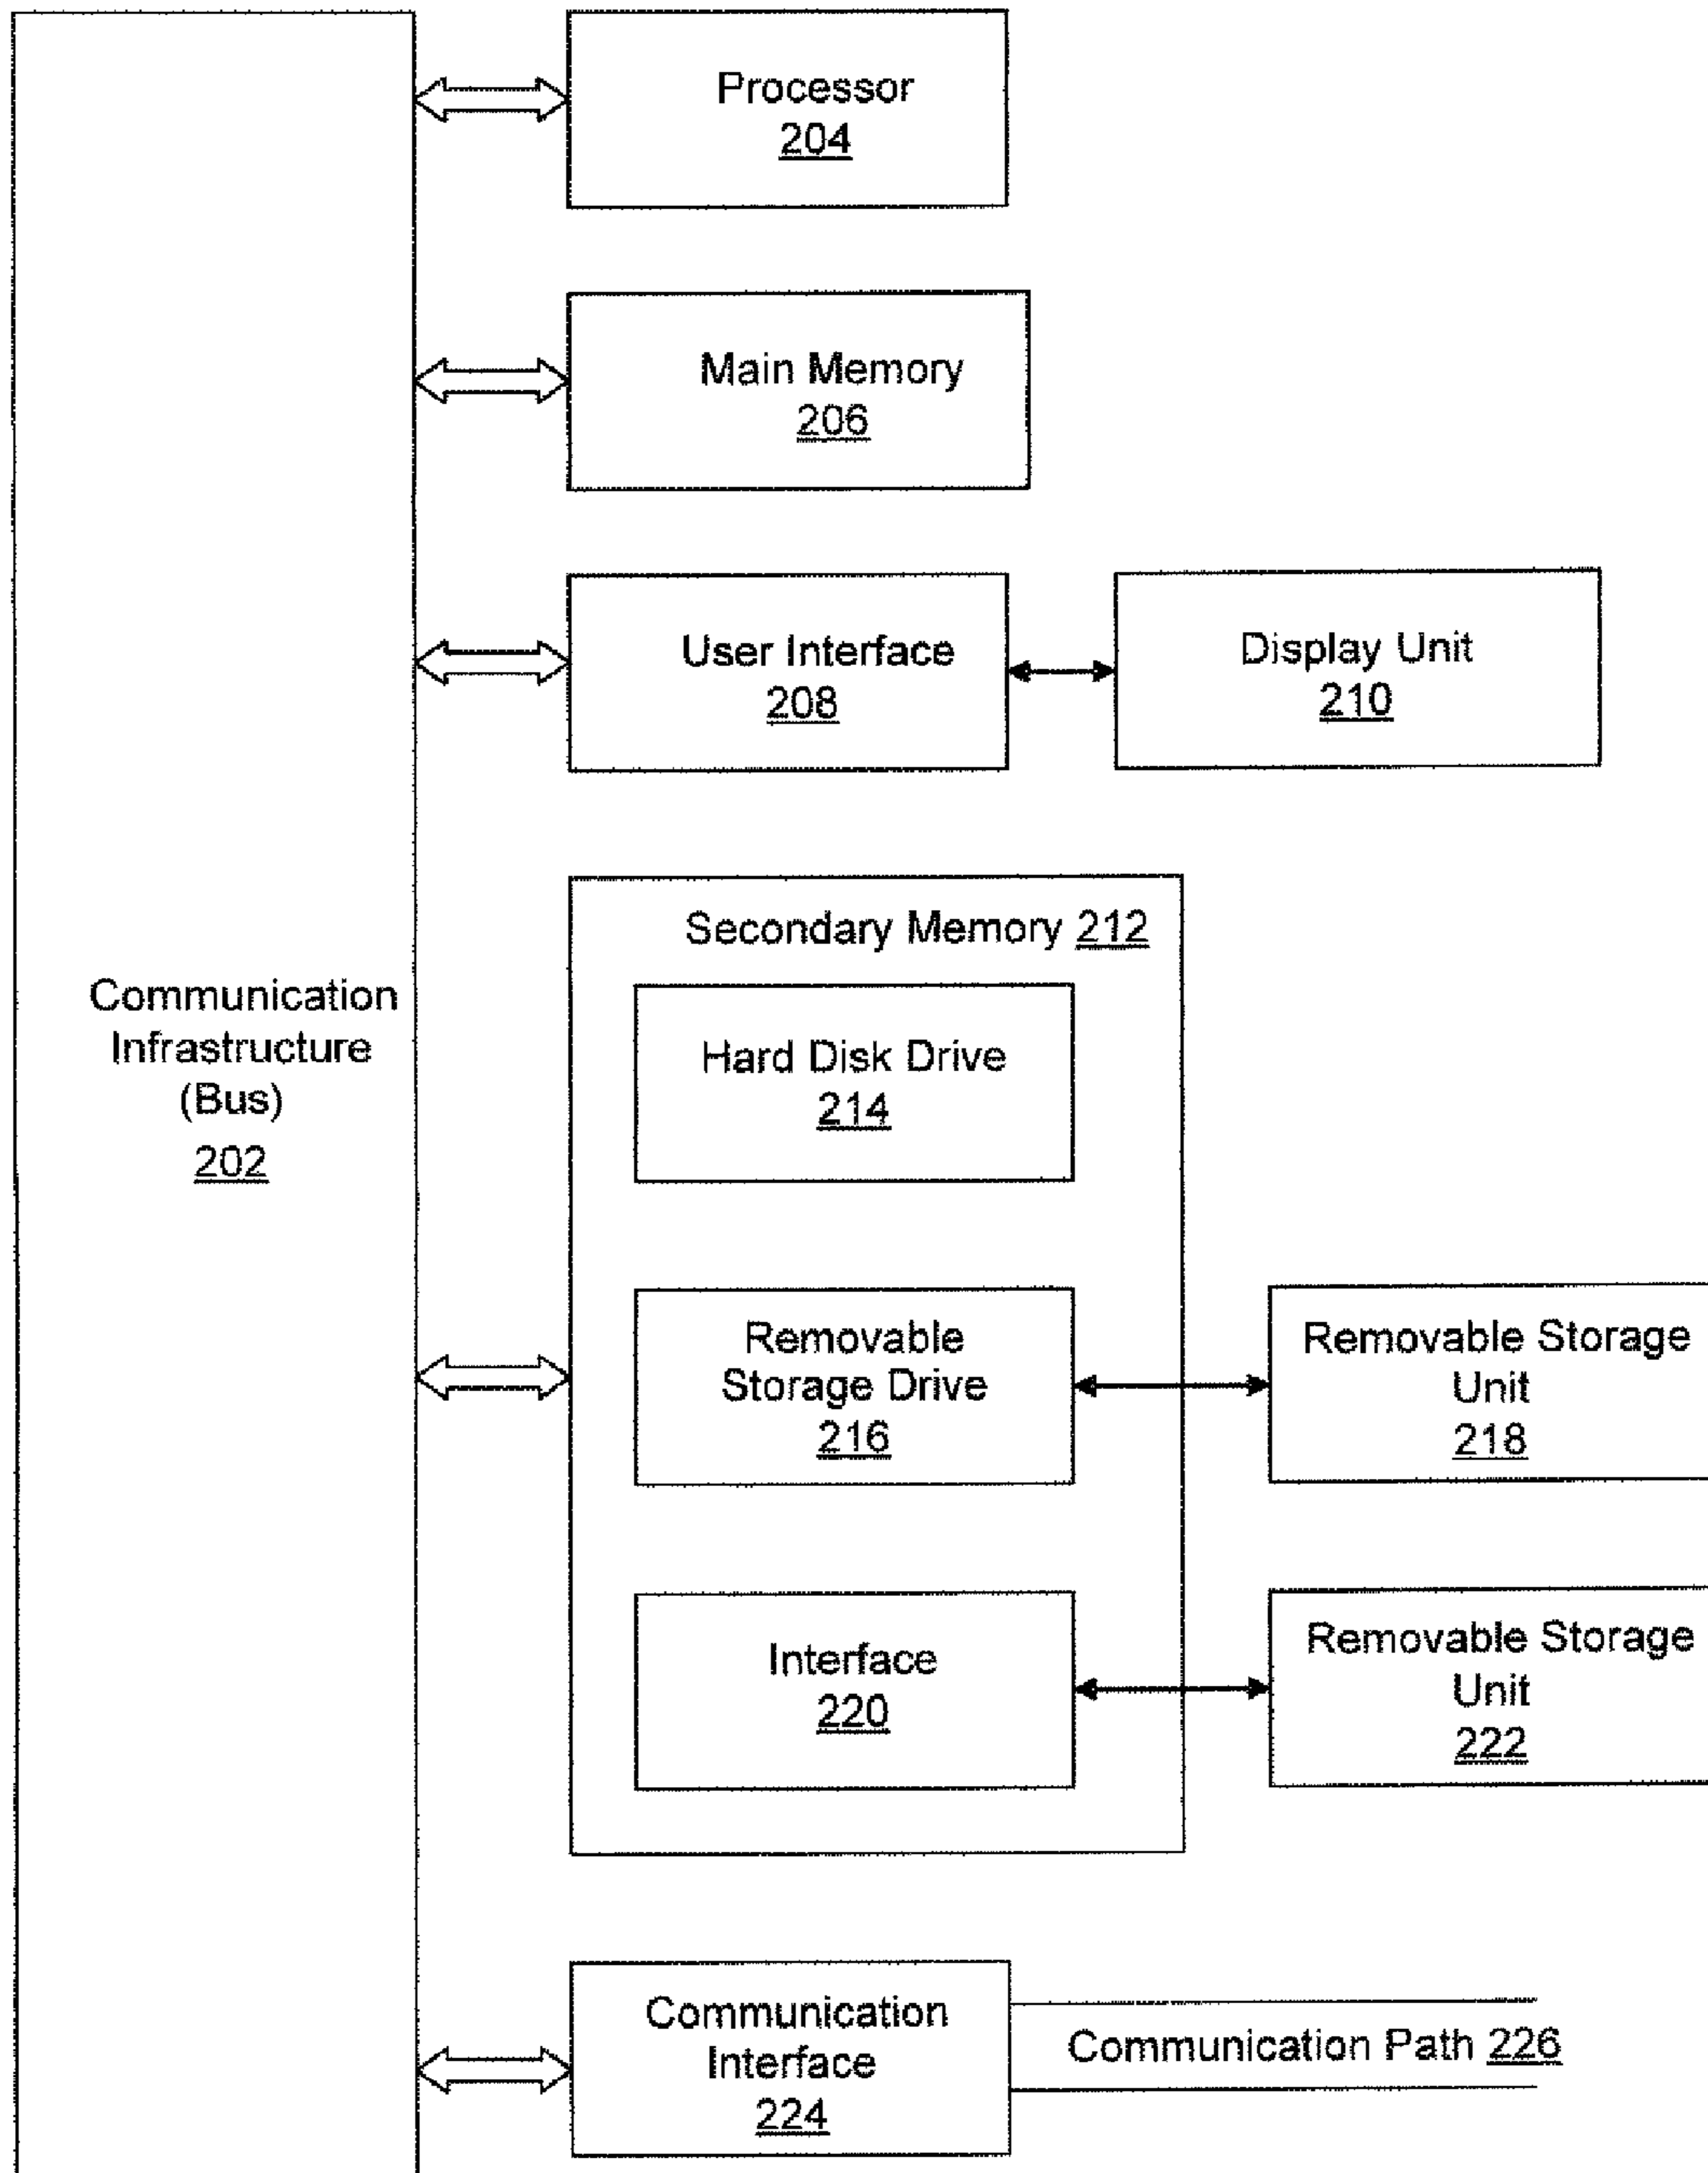 Processor
204
Main Memory
206
User Interface
208
Display Unit
210
Secondary Memory 212
Communication
Infrastructure
(Bus)
202
Hard Disk Drive
214
Removable
Storage Drive
216
Removable Storage
Unit
218
Interface
220
Removable Storage
Unit
222
Communication
Interface
224
Communication Path 226